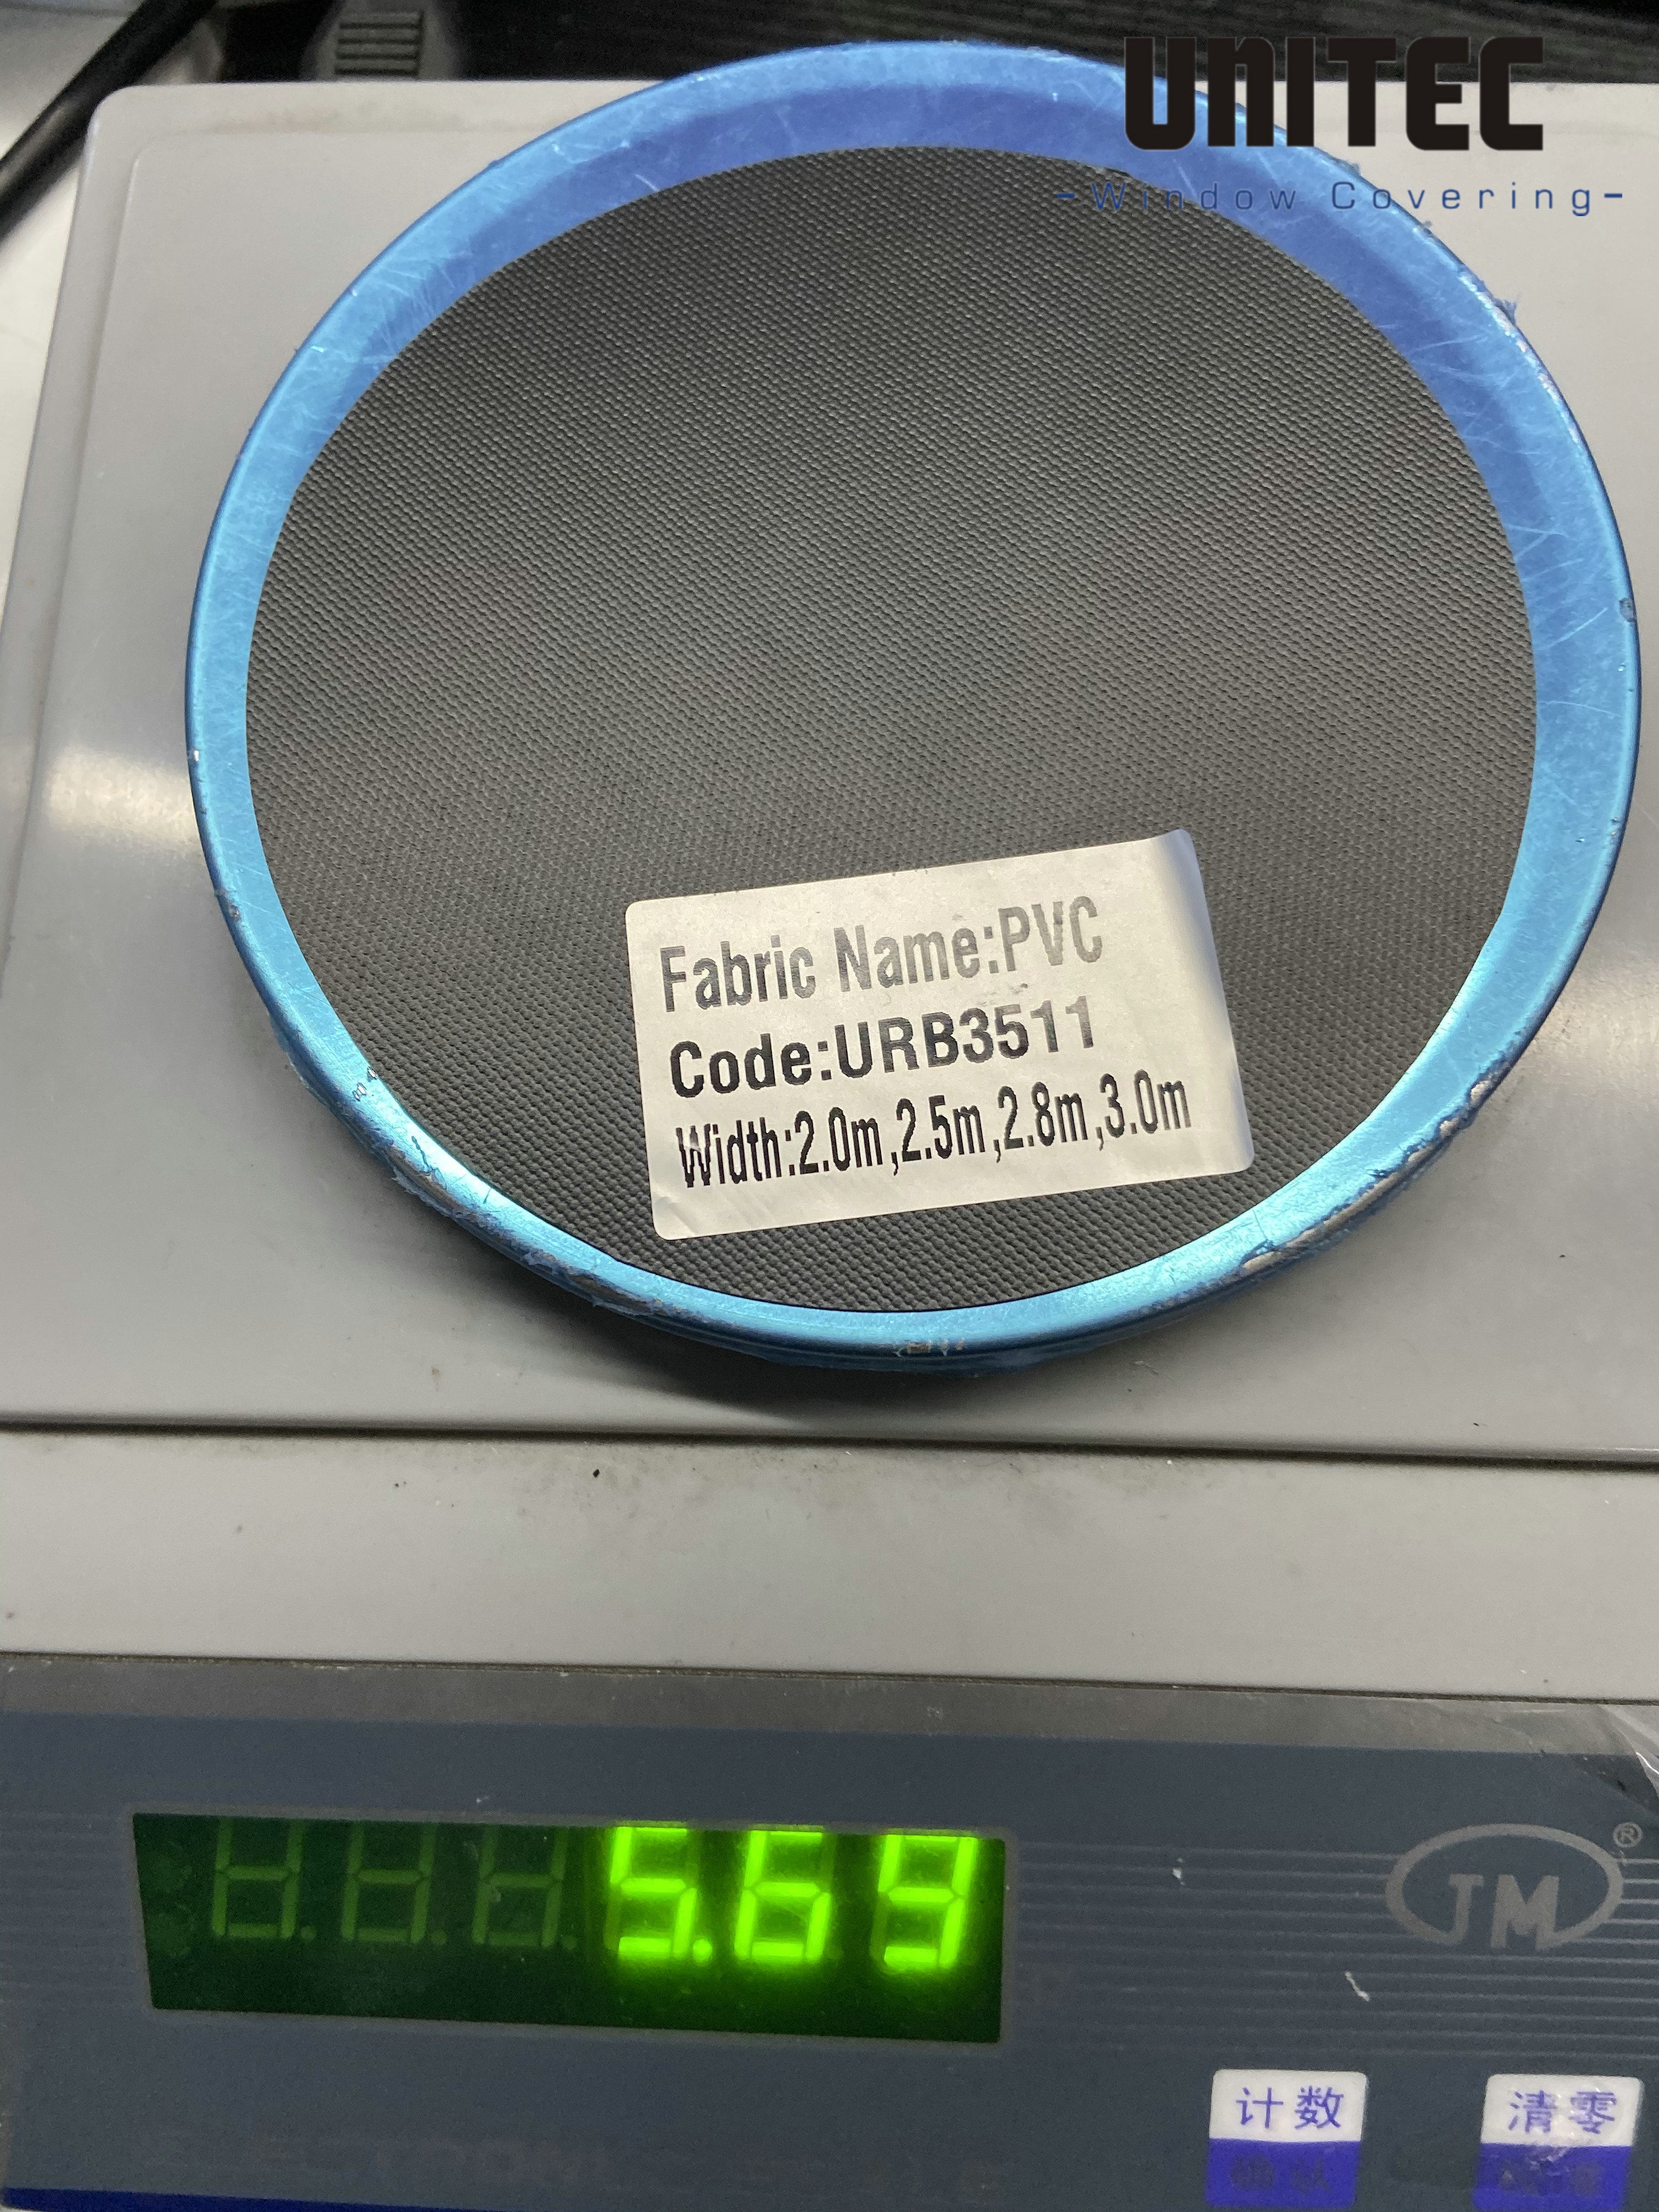 UNITEC
-Window Covering-
Fabric Name:PVC
Code:URB3511
Width:2.0m,2.5m,2.8m,3.0m
5.69
JM®
计数
清零